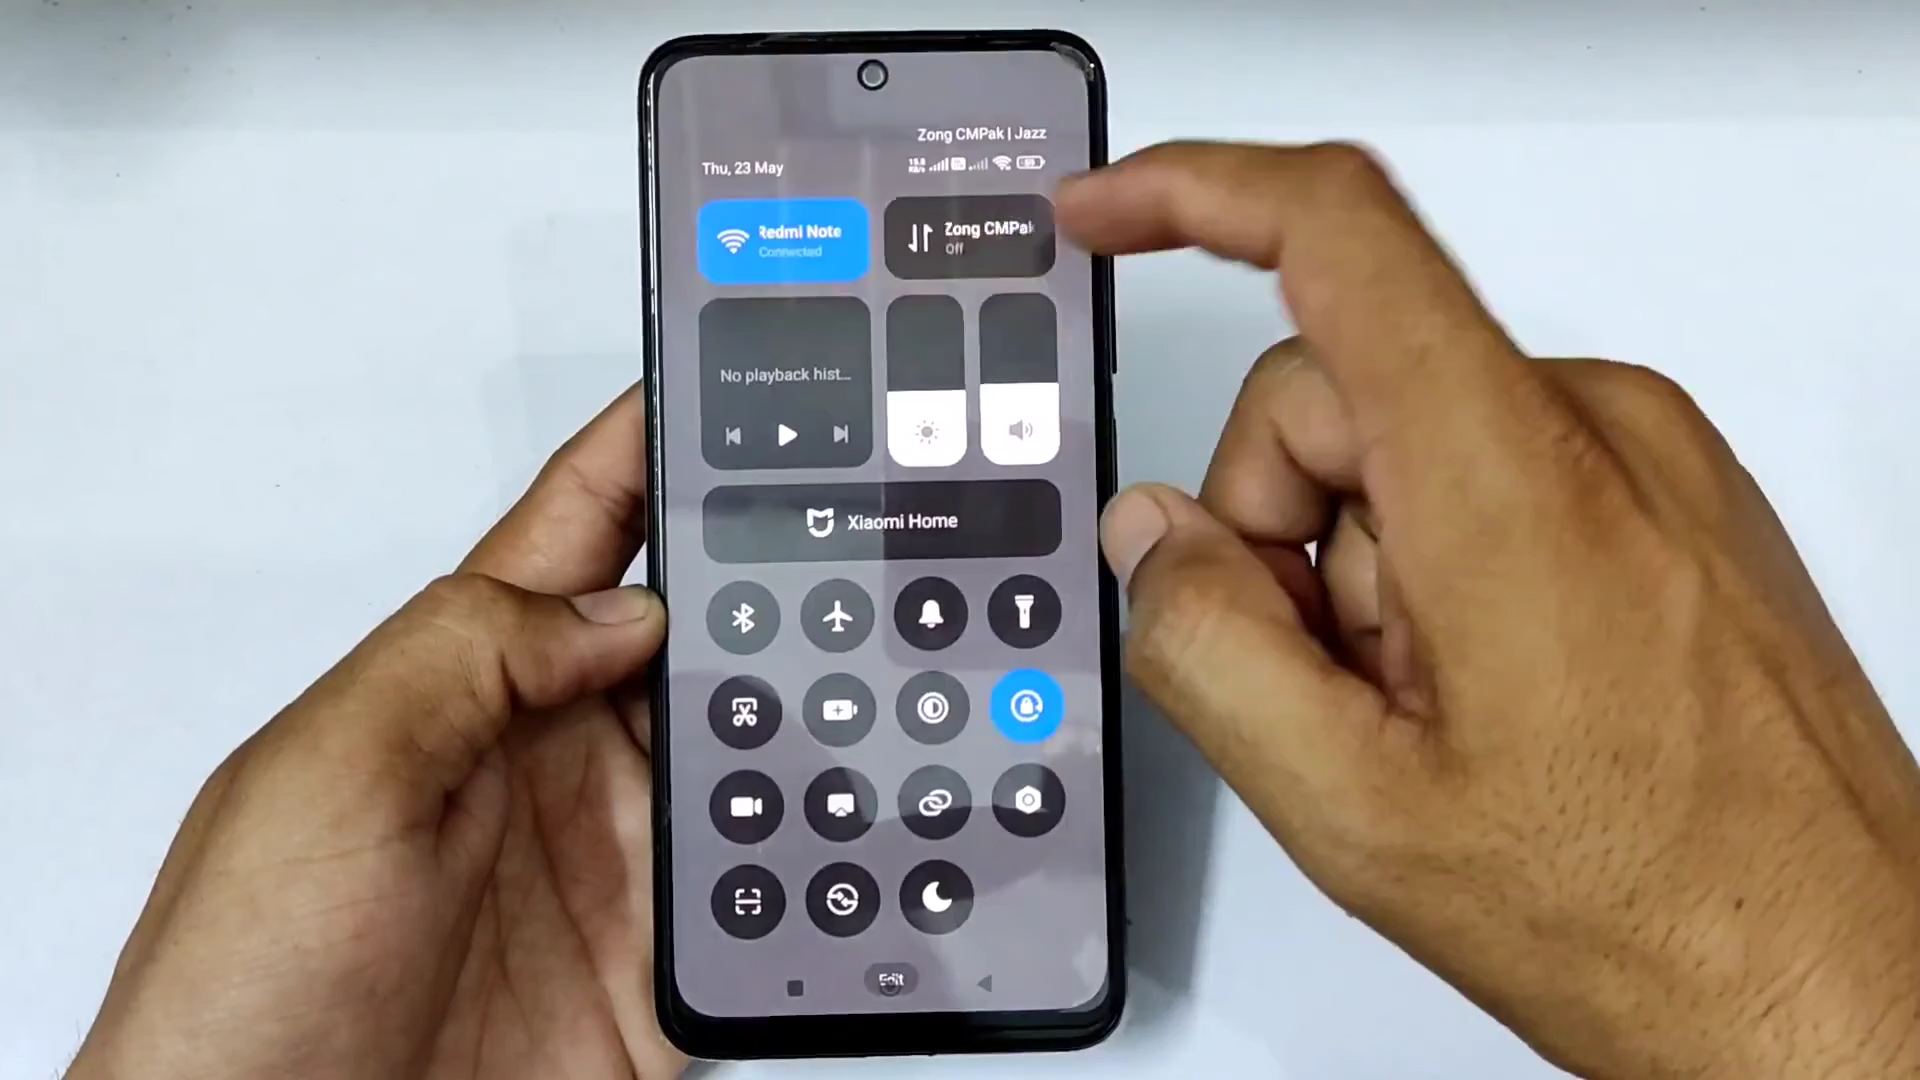 Zong CMPak | Jazz
Thu, 23 May
Redmi Note
Connected
Zong CMPak
Off
No playback hist...
Xiaomi Home
Edit